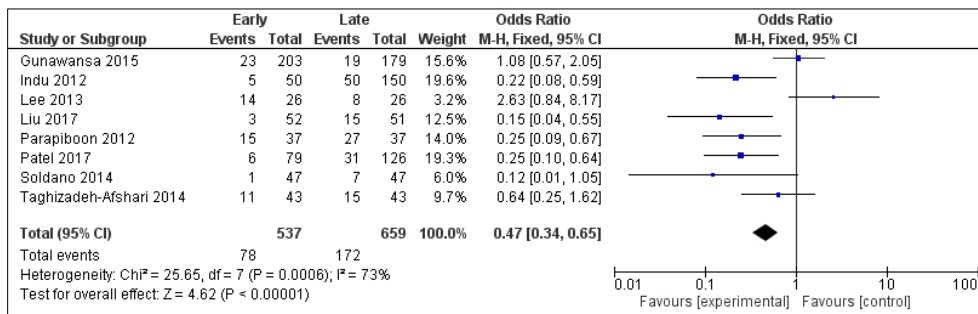 Early Late Odds Ratio Odds Ratio
Study or Subgroup Events Total Events Total Weight M-H, Fixed, 95% CI M-H, Fixed, 95% CI
Gunawansa 2015 23 203 19 179 15.6% 1.08 [0.57, 2.05]
Indu 2012 5 50 50 150 19.6% 0.22 [0.08, 0.59]
Lee 2013 14 26 8 26 3.2% 2.63 [0.84, 8.17]
Liu 2017 3 52 15 51 11.5% 0.15 [0.04, 0.55]
Parapiboon 2012 15 37 27 37 14.2% 0.25 [0.09, 0.67]
Patel 2017 6 79 31 126 19.3% 0.25 [0.10, 0.64]
Soldano 2014 1 47 7 47 6.0% 0.12 [0.01, 1.05]
Taghizadeh-Afshari 2014 11 43 15 43 9.7% 0.64 [0.25, 1.62]
Total (95% CI) 537 659 100.0% 0.47 [0.34, 0.65]
Total events 78 172
Heterogeneity: Chi² = 25.65, df = 7 (P = 0.0006); I² = 73%
Test for overall effect: Z = 4.62 (P < 0.00001)
0.01 0.1 1 10 100
Favours [experimental] Favours [control]